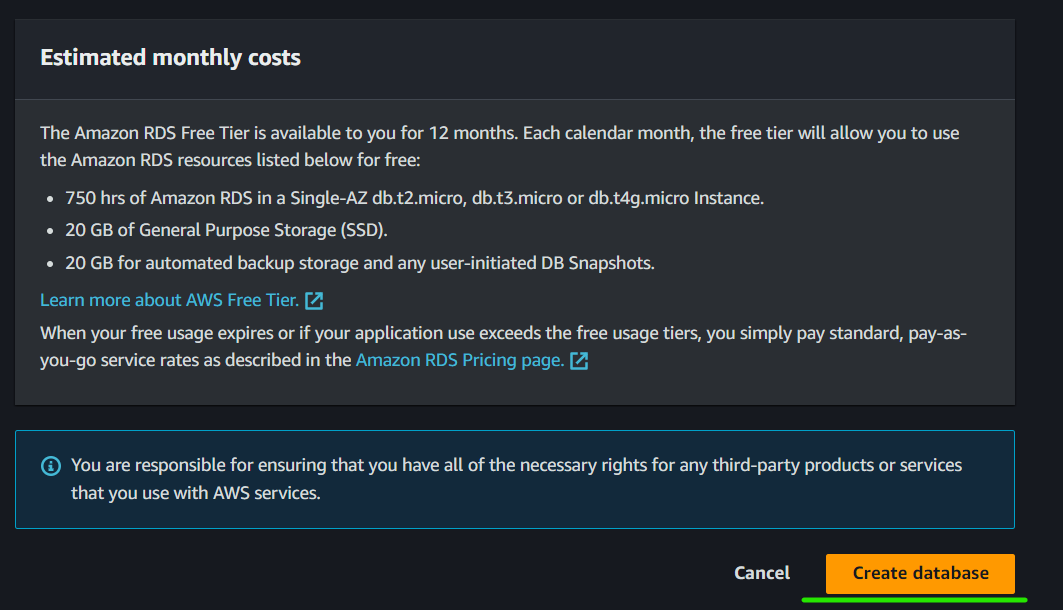 Estimated monthly costs
The Amazon RDS Free Tier is available to you for 12 months. Each calendar month, the free tier will allow you to use
the Amazon RDS resources listed below for free:
• 750 hrs of Amazon RDS in a Single-AZ db.t2.micro, db.t3.micro or db.t4g.micro Instance.
• 20 GB of General Purpose Storage (SSD).
• 20 GB for automated backup storage and any user-initiated DB Snapshots.
Learn more about AWS Free Tier.
When your free usage expires or if your application use exceeds the free usage tiers, you simply pay standard, pay-as-
you-go service rates as described in the Amazon RDS Pricing page.
You are responsible for ensuring that you have all of the necessary rights for any third-party products or services
that you use with AWS services.
Cancel Create database